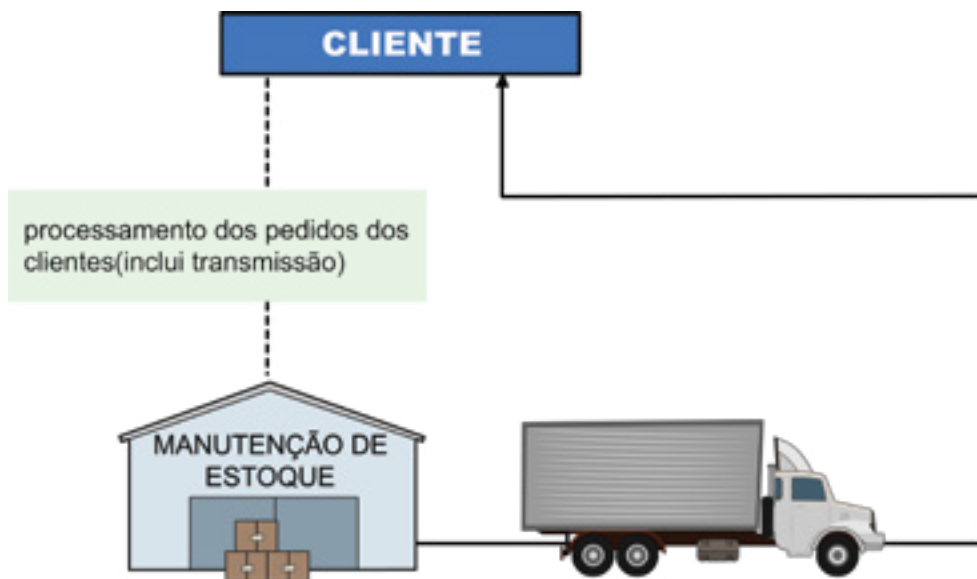 CLIENTE
processamento dos pedidos dos
clientes(inclui transmissão)
MANUTENÇÃO DE
ESTOQUE